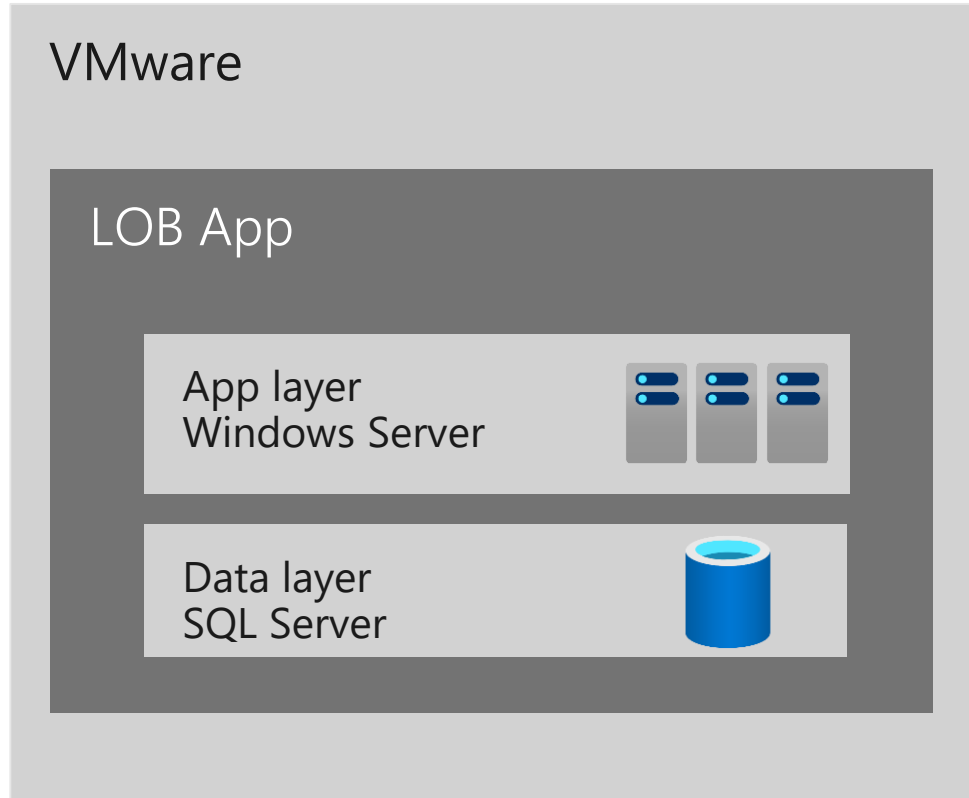 VMware
LOB App
App layer
Windows Server
Data layer
SQL Server